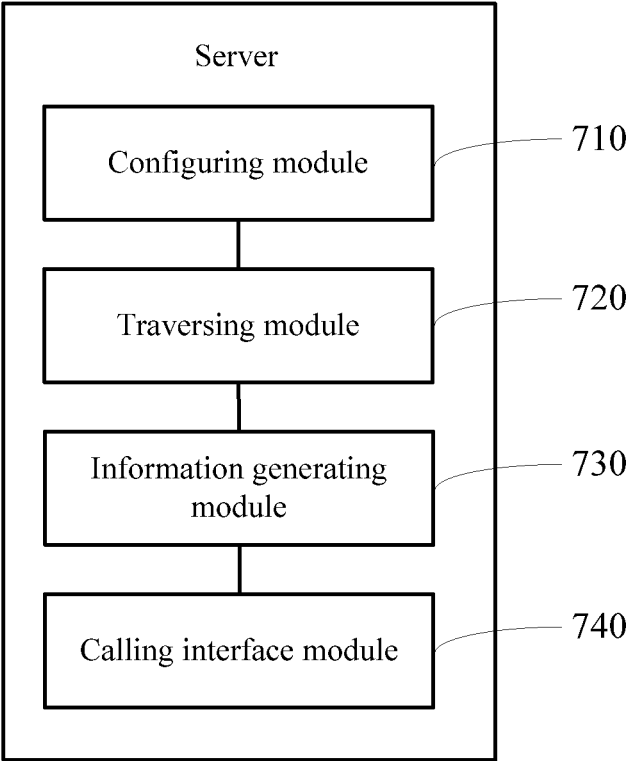 Server
Configuring module
710
Traversing module
720
Information generating
module
730
Calling interface module
740